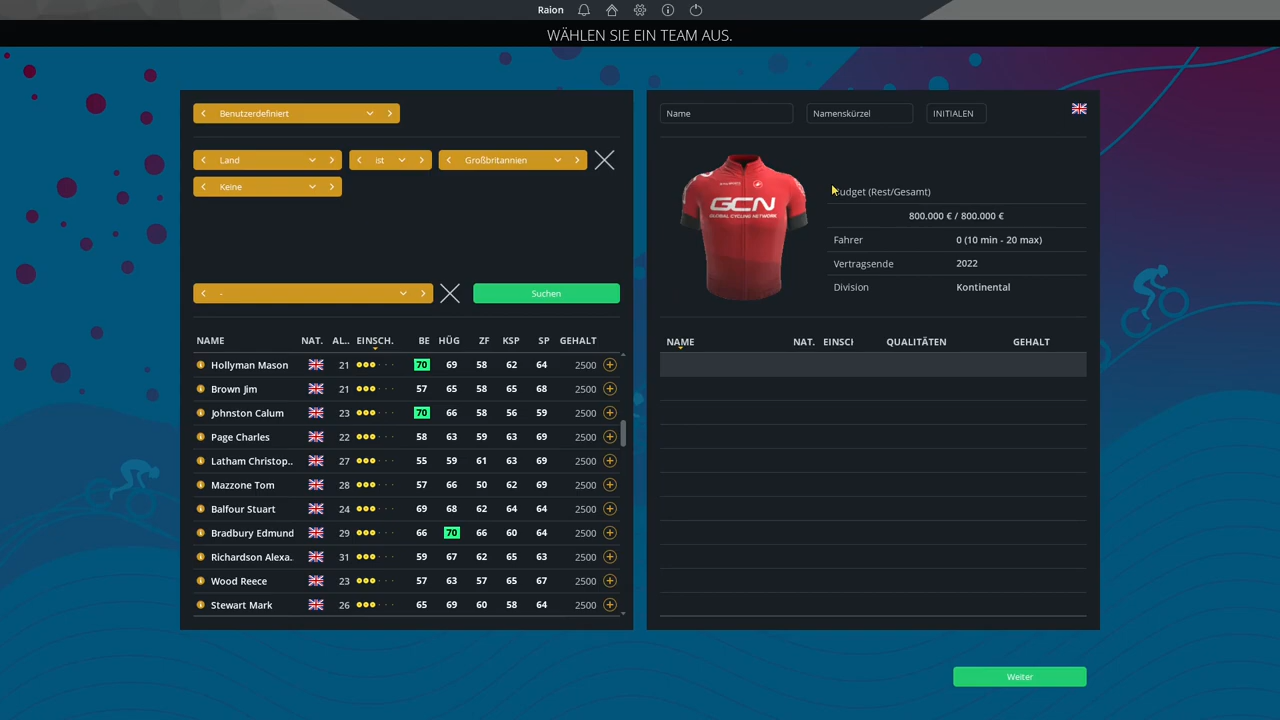 Raion
WÄHLEN SIE EIN TEAM AUS.
Benutzerdefiniert
Land ist Großbritannien
Keine
-
Suchen
NAME NAT. AL.. EINSCH. BE HÜG ZF KSP SP GEHALT
Hollyman Mason 21 70 69 58 62 64 2500
Brown Jim 21 57 65 58 65 68 2500
Johnston Calum 23 70 66 58 56 59 2500
Page Charles 22 58 63 59 63 69 2500
Latham Christop.. 27 55 59 61 63 69 2500
Mazzone Tom 28 57 66 50 62 69 2500
Balfour Stuart 24 69 68 62 64 64 2500
Bradbury Edmund 29 66 70 66 60 64 2500
Richardson Alexa. 31 59 67 62 65 63 2500
Wood Reece 23 57 63 57 65 67 2500
Stewart Mark 26 65 69 60 58 64 2500
Name Namenskürzel INITIALEN
GCN
GLOBAL CYCLING NETWORK
Budget (Rest/Gesamt)
800.000 € / 800.000 €
Fahrer 0 (10 min - 20 max)
Vertragsende 2022
Division Kontinental
NAME NAT. EINSCI QUALITÄTEN GEHALT
Weiter